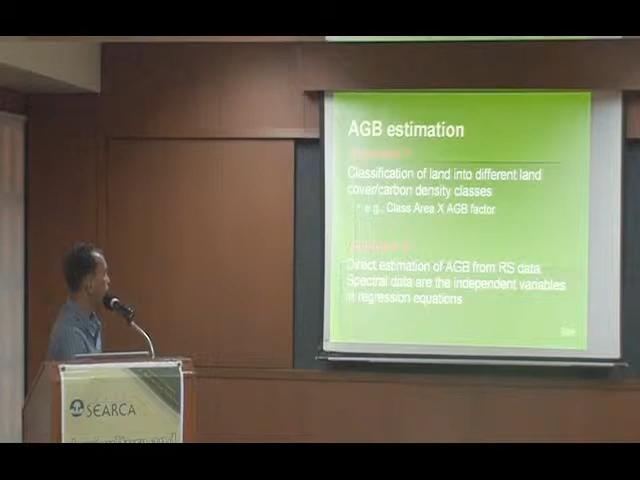 AGB estimation
Classification of land into different land
cover/carbon density classes
e.g., Class Area X AGB factor
Direct estimation of AGB from RS data
Spectral data are the independent variables
in regression equations
SEARCA